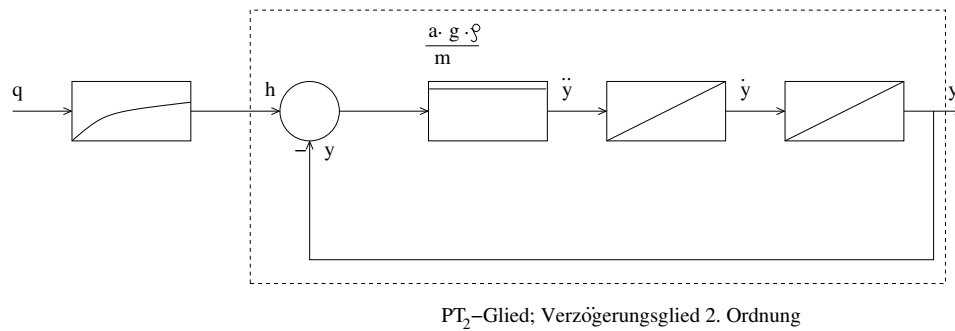 a· g ·ϱ
m
q
h
ÿ
ẏ
y
− y
PT₂−Glied; Verzögerungsglied 2. Ordnung